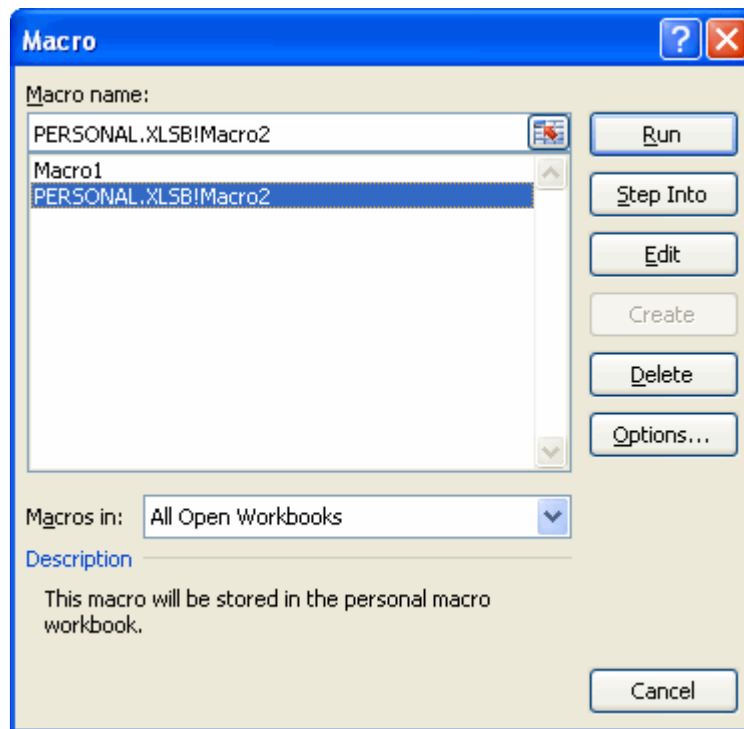 Macro
Macro name:
PERSONAL.XLSB!Macro2
Run
Macro1
PERSONAL.XLSB!Macro2
Step Into
Edit
Create
Delete
Options...
Macros in:
All Open Workbooks
Description
This macro will be stored in the personal macro
workbook.
Cancel